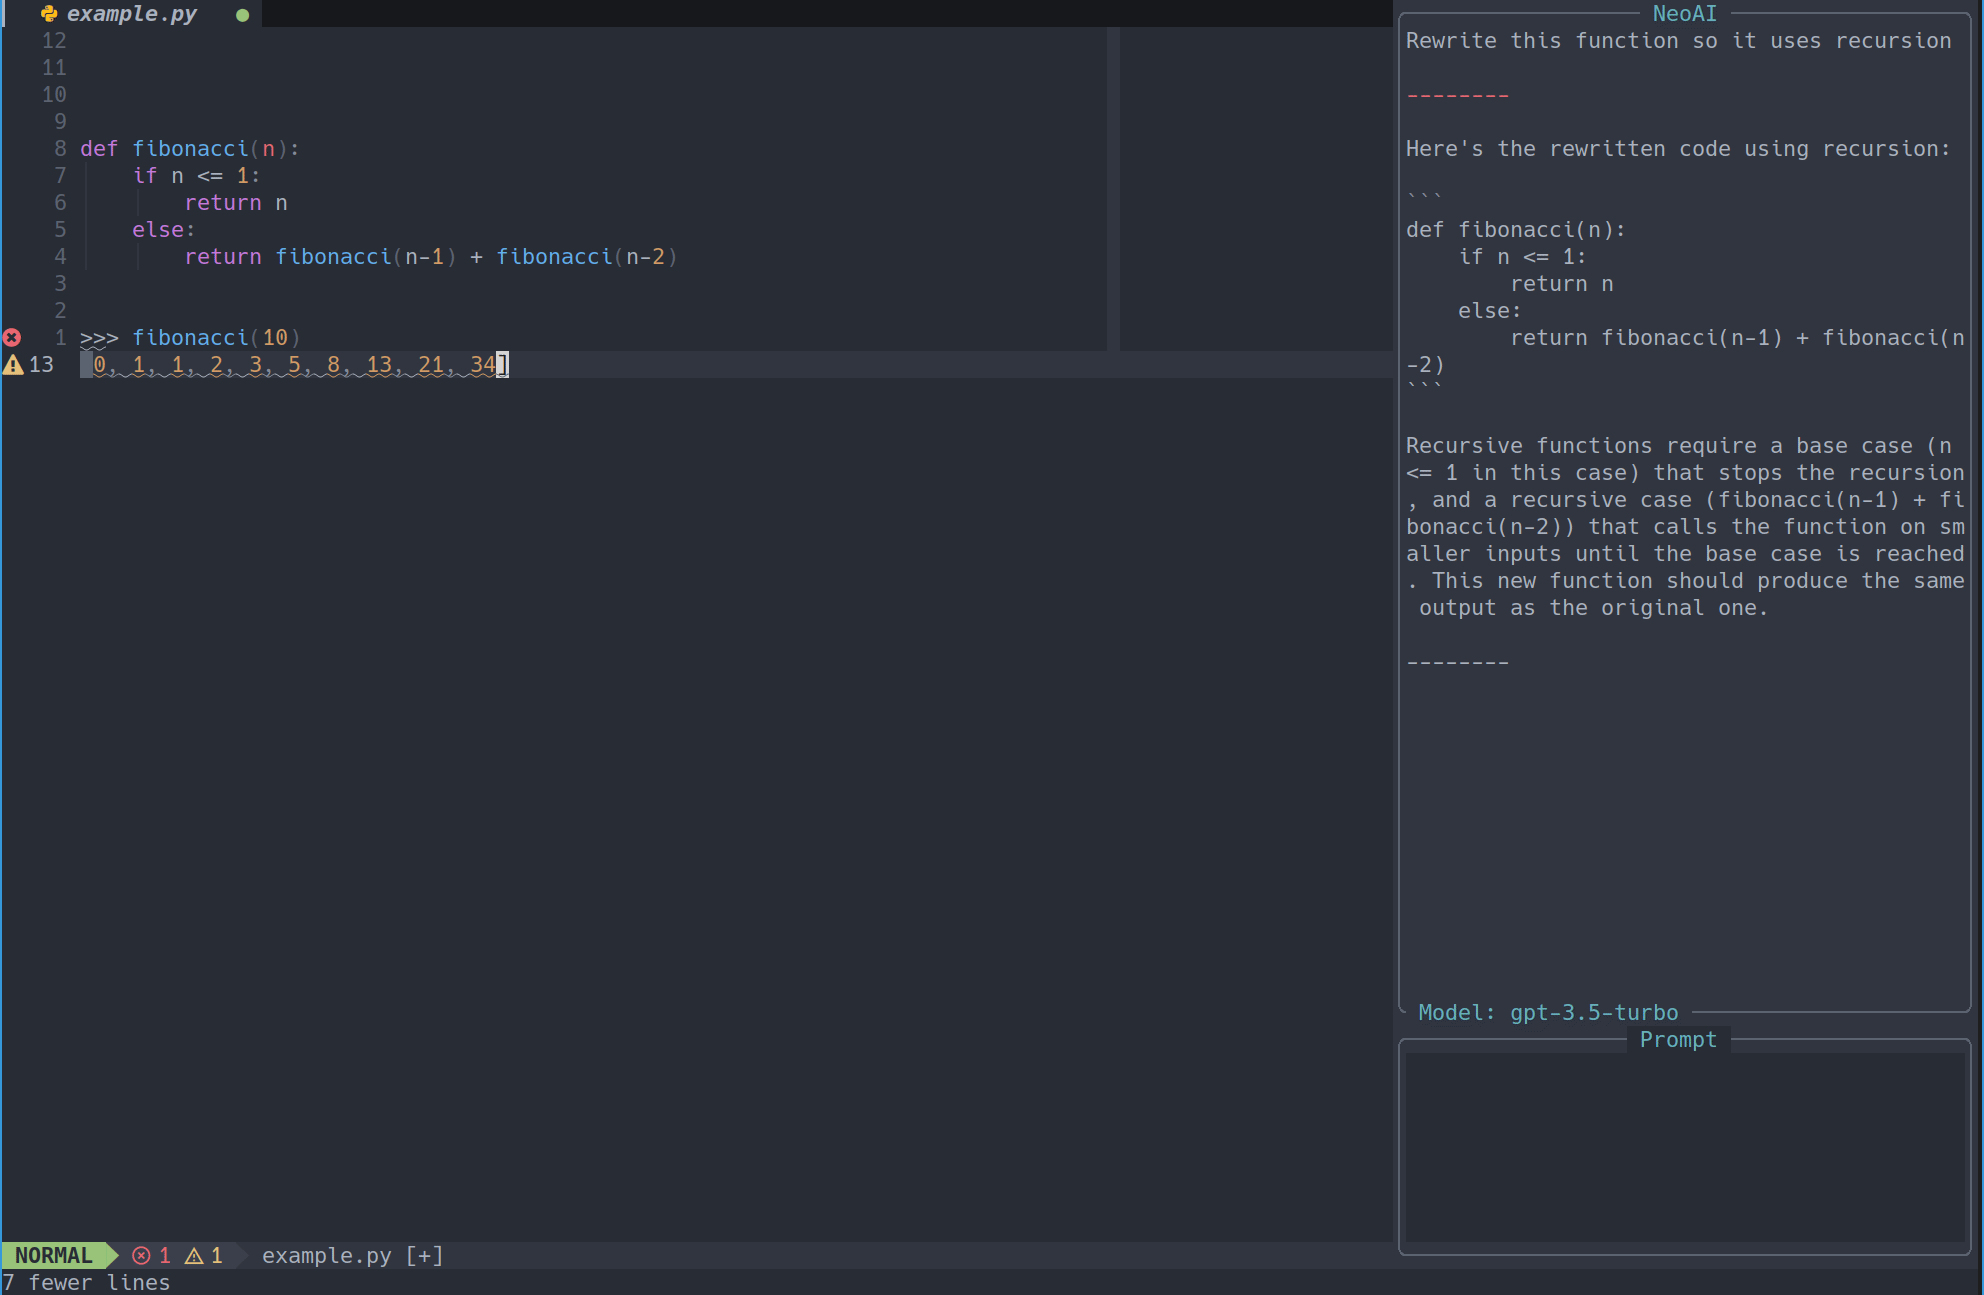 example.py
12
11
10
9
8 def fibonacci(n):
7     if n <= 1:
6         return n
5     else:
4         return fibonacci(n-1) + fibonacci(n-2)
3
2
1 >>> fibonacci(10)
13 [0, 1, 1, 2, 3, 5, 8, 13, 21, 34]
NORMAL 1 1 example.py [+]
7 fewer lines
NeoAI
Rewrite this function so it uses recursion
--------
Here's the rewritten code using recursion:
```
def fibonacci(n):
    if n <= 1:
        return n
    else:
        return fibonacci(n-1) + fibonacci(n
-2)
```
Recursive functions require a base case (n
<= 1 in this case) that stops the recursion
, and a recursive case (fibonacci(n-1) + fi
bonacci(n-2)) that calls the function on sm
aller inputs until the base case is reached
. This new function should produce the same
 output as the original one.
--------
Model: gpt-3.5-turbo
Prompt